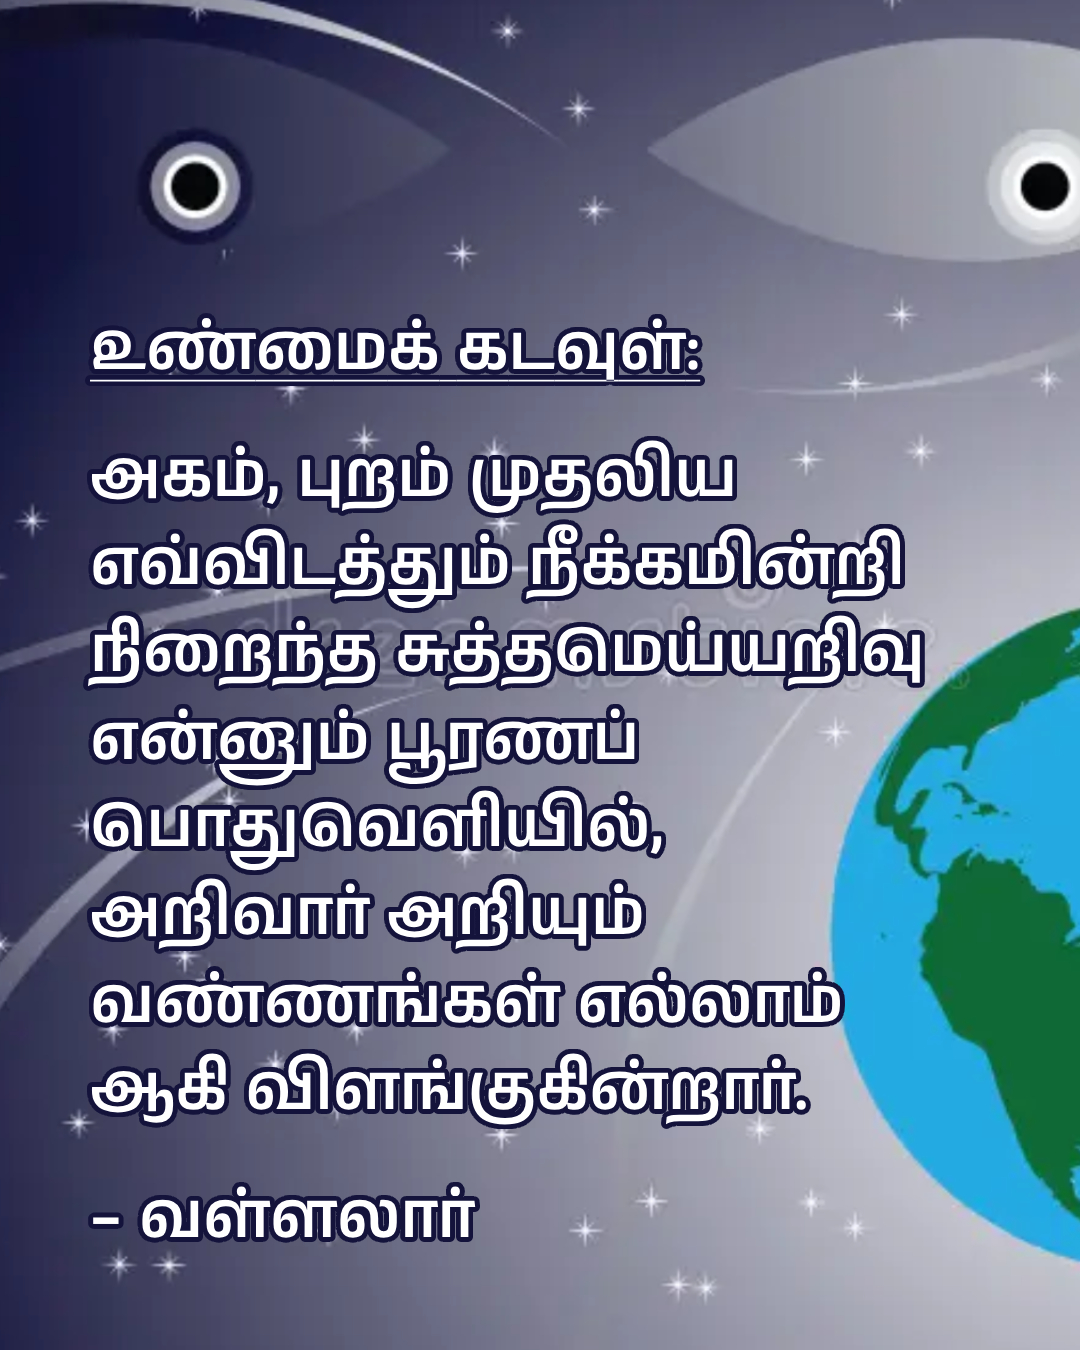 உண்மைக் கடவுள்:
அகம், புறம் முதலிய
எவ்விடத்தும் நீக்கமின்றி
நிறைந்த சுத்தமெய்யறிவு
என்னும் பூரணப்
பொதுவெளியில்,
அறிவார் அறியும்
வண்ணங்கள் எல்லாம்
ஆகி விளங்குகின்றார்.
– வள்ளலார்